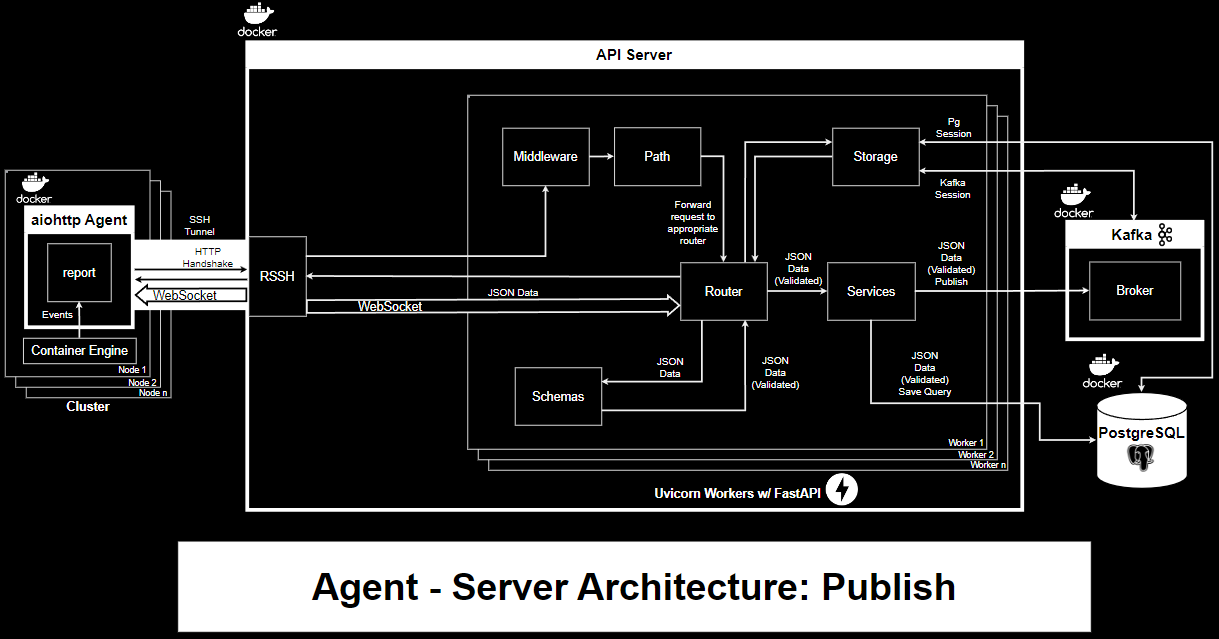 docker
API Server
docker
aiohttp Agent
report
Events
Container Engine
Node 1
Node 2
Node n
Cluster
SSH
Tunnel
HTTP
Handshake
WebSocket
RSSH
Middleware
Path
Forward
request to
appropriate
router
Storage
Pg
Session
Kafka
Session
JSON Data
WebSocket
Router
JSON
Data
(Validated)
Services
JSON
Data
(Validated)
Publish
docker
Kafka
Broker
Schemas
JSON
Data
JSON
Data
(Validated)
JSON
Data
(Validated)
Save Query
docker
PostgreSQL
Worker 1
Worker 2
Worker n
Uvicorn Workers w/ FastAPI
Agent - Server Architecture: Publish